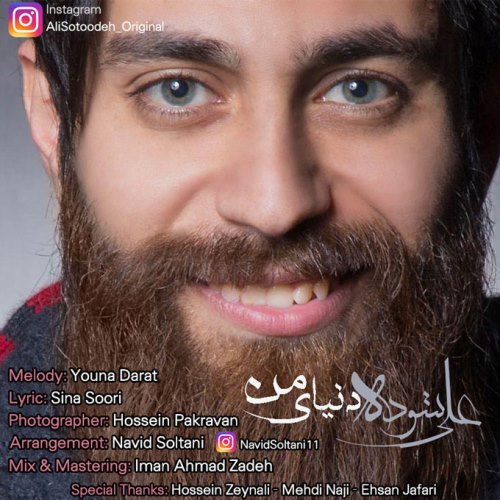 Instagram
AliSotoodeh_Original
Melody: Youna Darat
Lyric: Sina Soori
Photographer: Hossein Pakravan
Arrangement: Navid Soltani NavidSoltani11
Mix & Mastering: Iman Ahmad Zadeh
Special Thanks: Hossein Zeynali - Mehdi Naji - Ehsan Jafari
علی ستوده دنیای من